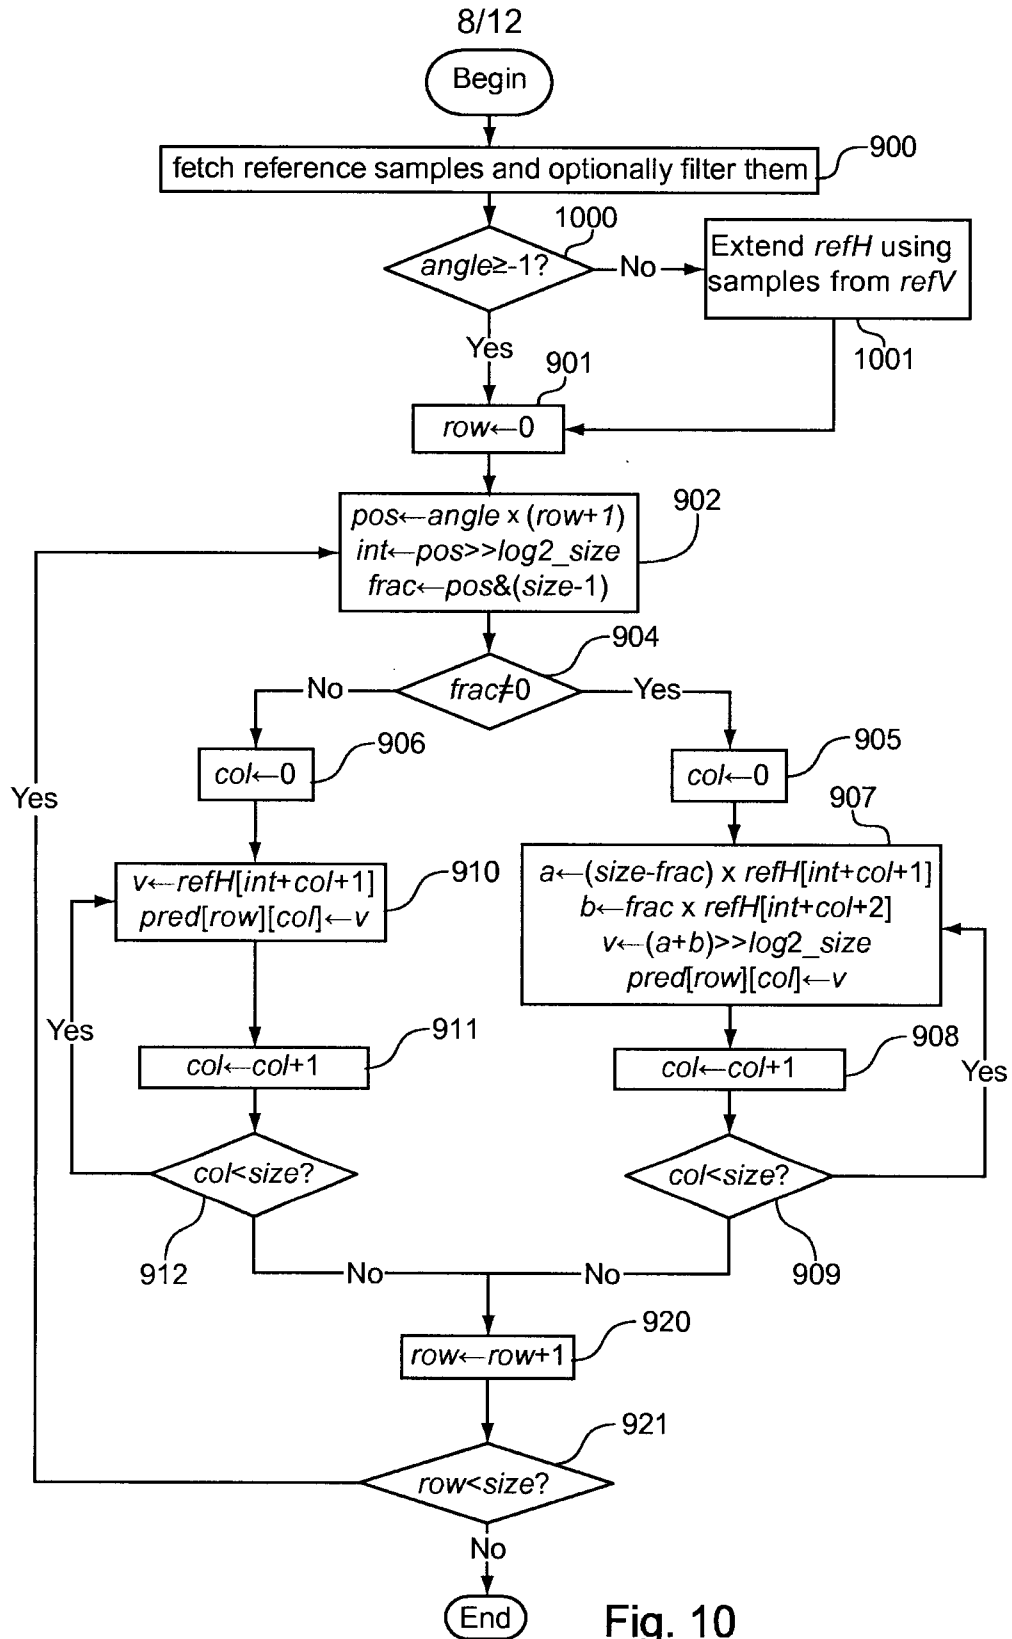 8/12
Begin
fetch reference samples and optionally filter them
900
1000
angle≥-1?
No
Extend refH using
samples from refV
1001
Yes
901
row←0
902
pos←angle x (row+1)
int←pos>>log2_size
frac←pos&(size-1)
904
frac≠0
No
Yes
906
col←0
905
col←0
Yes
907
v←refH[int+col+1]
pred[row][col]←v
910
a←(size-frac) x refH[int+col+1]
b←frac x refH[int+col+2]
v←(a+b)>>log2_size
pred[row][col]←v
Yes
911
col←col+1
908
col←col+1
Yes
col<size?
912
col<size?
909
No
No
920
row←row+1
921
row<size?
No
End
Fig. 10